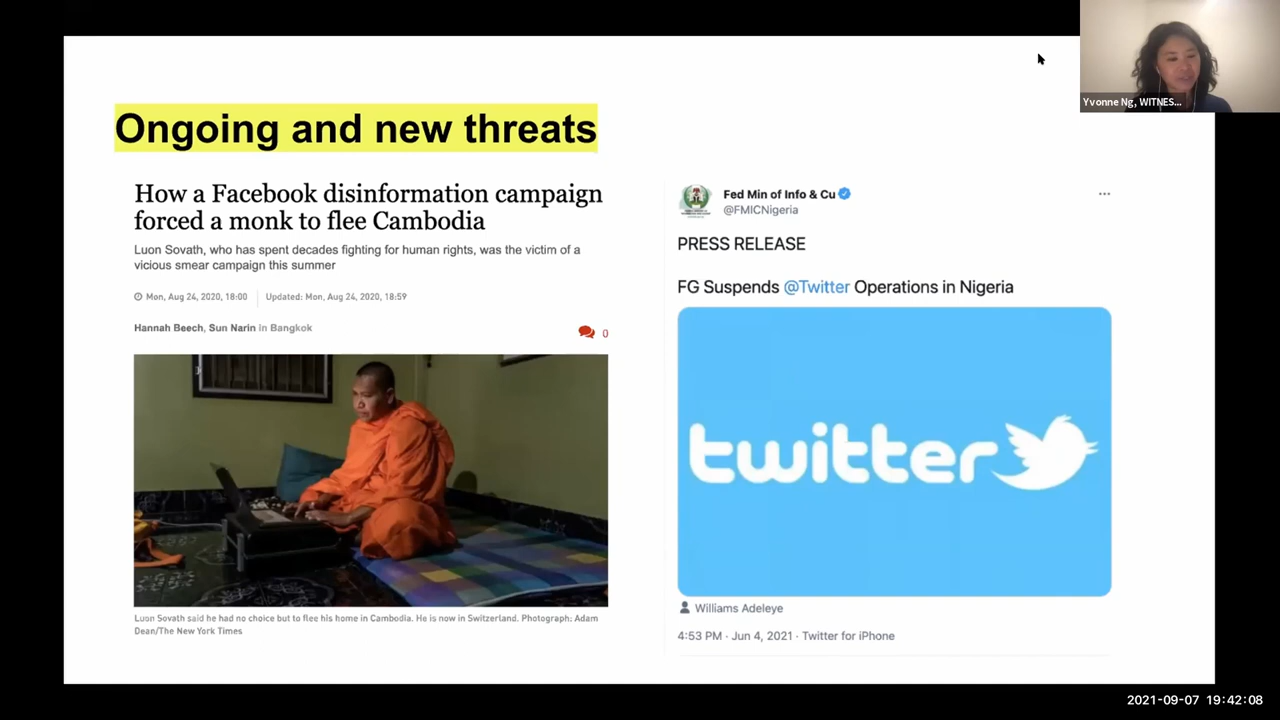 Yvonne Ng, WITNES...
Ongoing and new threats
How a Facebook disinformation campaign
forced a monk to flee Cambodia
Luon Sovath, who has spent decades fighting for human rights, was the victim of a
vicious smear campaign this summer
Mon, Aug 24, 2020, 18:00 Updated: Mon, Aug 24, 2020, 18:59
Hannah Beech, Sun Narin in Bangkok
0
Luon Sovath said he had no choice but to flee his home in Cambodia. He is now in Switzerland. Photograph: Adam
Dean/The New York Times
Fed Min of Info & Cu
@FMICNigeria
PRESS RELEASE
FG Suspends @Twitter Operations in Nigeria
twitter
Williams Adeleye
4:53 PM · Jun 4, 2021 · Twitter for iPhone
2021-09-07 19:42:08